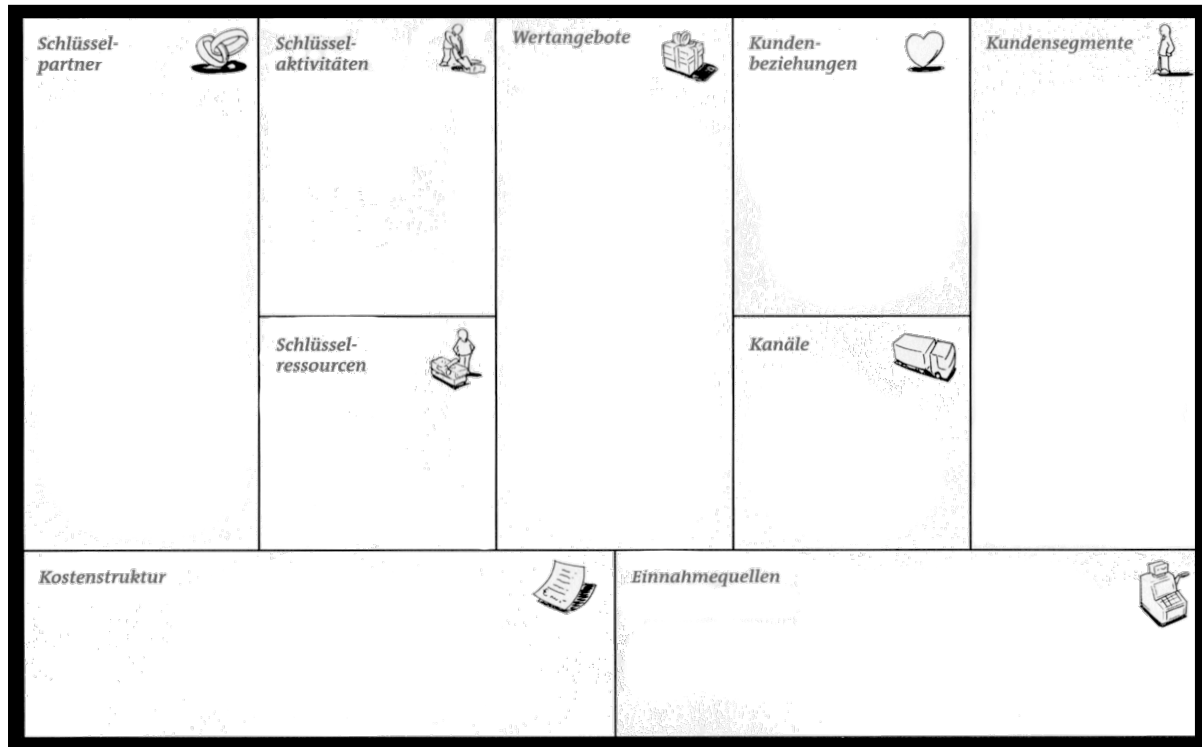 Schlüssel-
partner
Schlüssel-
aktivitäten
Schlüssel-
ressourcen
Wertangebote
Kunden-
beziehungen
Kanäle
Kundensegmente
Kostenstruktur
Einnahmequellen